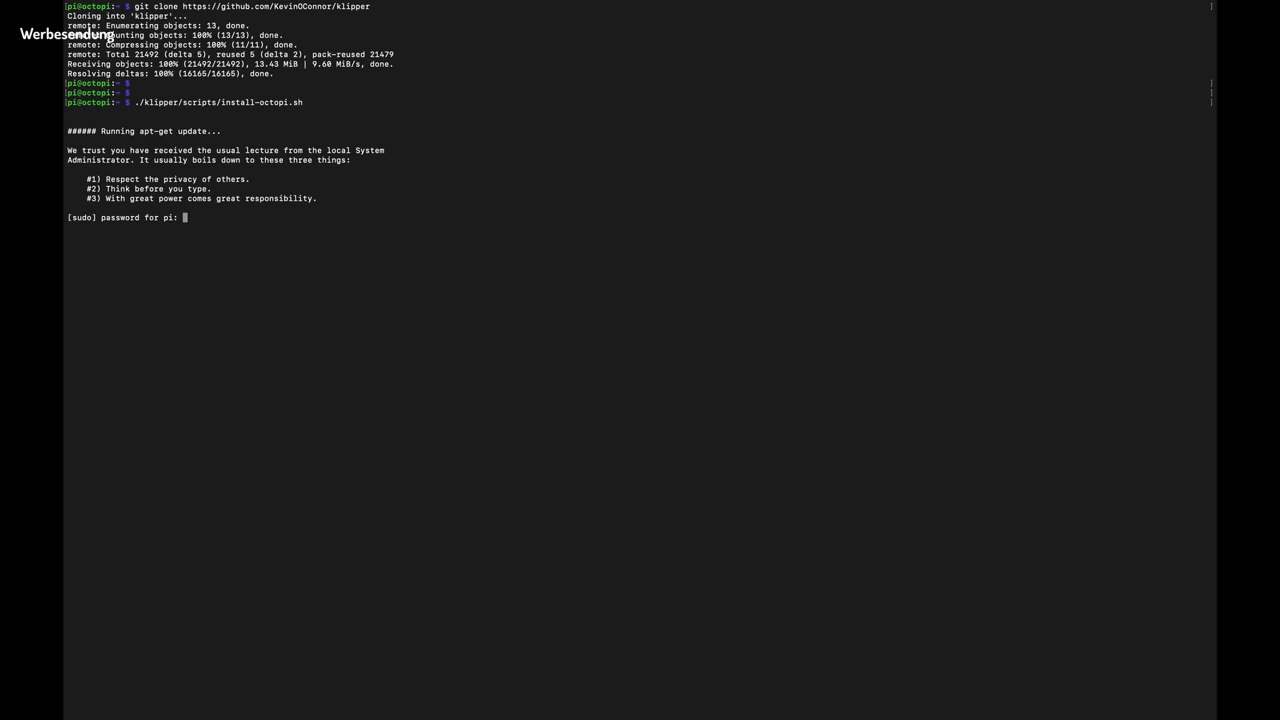 [pi@octopi:~ $ git clone https://github.com/KevinOConnor/klipper ]
Cloning into 'klipper'...
remote: Enumerating objects: 13, done.
Werbesendung
remote: Counting objects: 100% (13/13), done.
remote: Compressing objects: 100% (11/11), done.
remote: Total 21492 (delta 5), reused 5 (delta 2), pack-reused 21479
Receiving objects: 100% (21492/21492), 13.43 MiB | 9.60 MiB/s, done.
Resolving deltas: 100% (16165/16165), done.
[pi@octopi:~ $ ]
[pi@octopi:~ $ ]
[pi@octopi:~ $ ./klipper/scripts/install-octopi.sh ]
###### Running apt-get update...
We trust you have received the usual lecture from the local System
Administrator. It usually boils down to these three things:
#1) Respect the privacy of others.
#2) Think before you type.
#3) With great power comes great responsibility.
[sudo] password for pi: